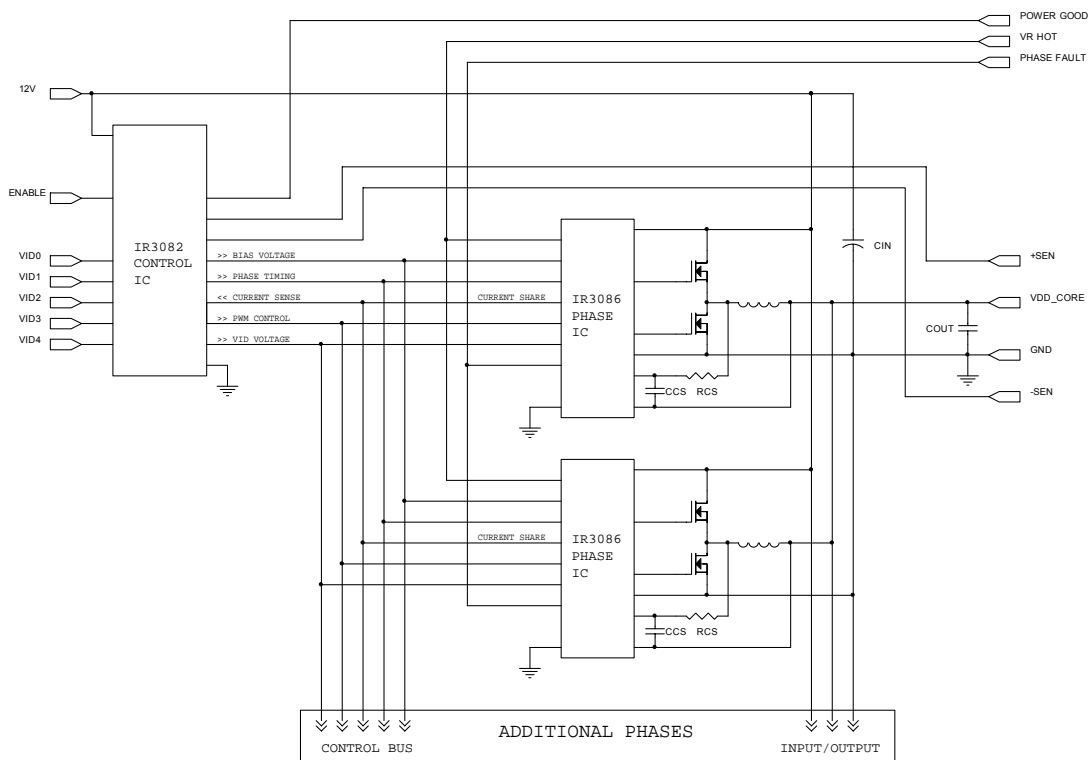 POWER GOOD
VR HOT
PHASE FAULT
12V
ENABLE
IR3082
CONTROL
IC
VID0
VID1
VID2
VID3
VID4
>> BIAS VOLTAGE
>> PHASE TIMING
<< CURRENT SENSE
>> PWM CONTROL
>> VID VOLTAGE
CURRENT SHARE
IR3086
PHASE
IC
CCS
RCS
CIN
COUT
+SEN
VDD_CORE
GND
-SEN
CURRENT SHARE
IR3086
PHASE
IC
CCS
RCS
ADDITIONAL PHASES
CONTROL BUS
INPUT/OUTPUT